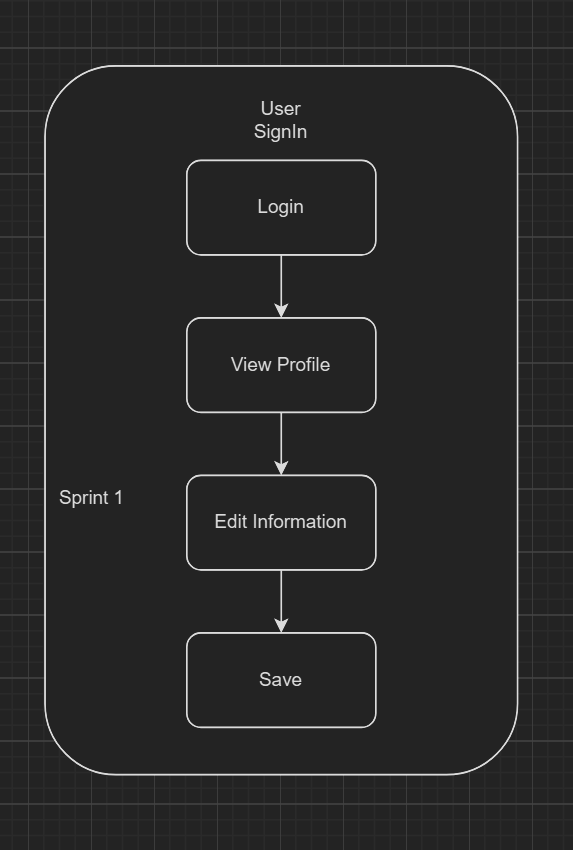 User
SignIn
Login
View Profile
Sprint 1
Edit Information
Save